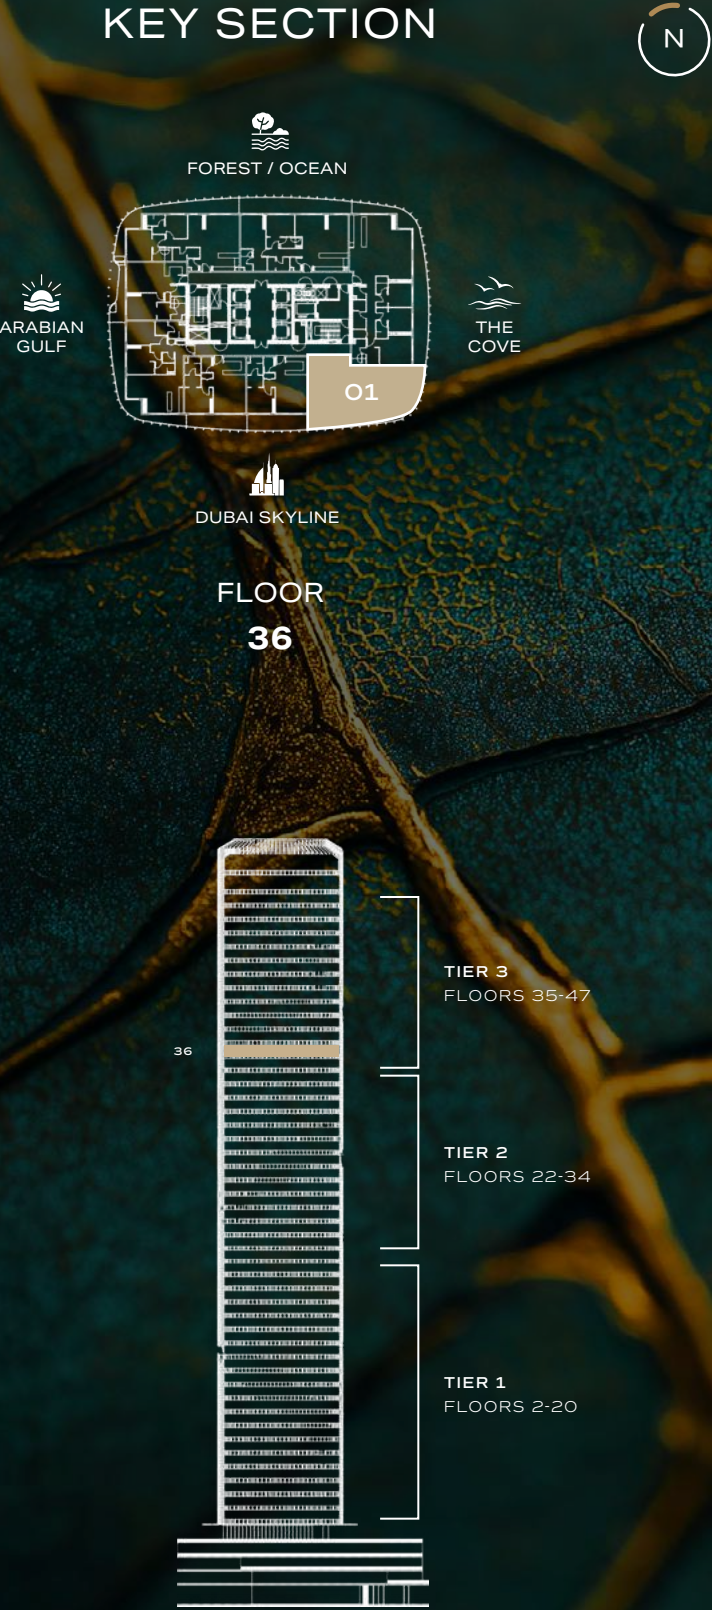 KEY SECTION
N
FOREST / OCEAN
ARABIAN
GULF
THE
COVE
01
DUBAI SKYLINE
FLOOR
36
TIER 3
FLOORS 35-47
36
TIER 2
FLOORS 22-34
TIER 1
FLOORS 2-20